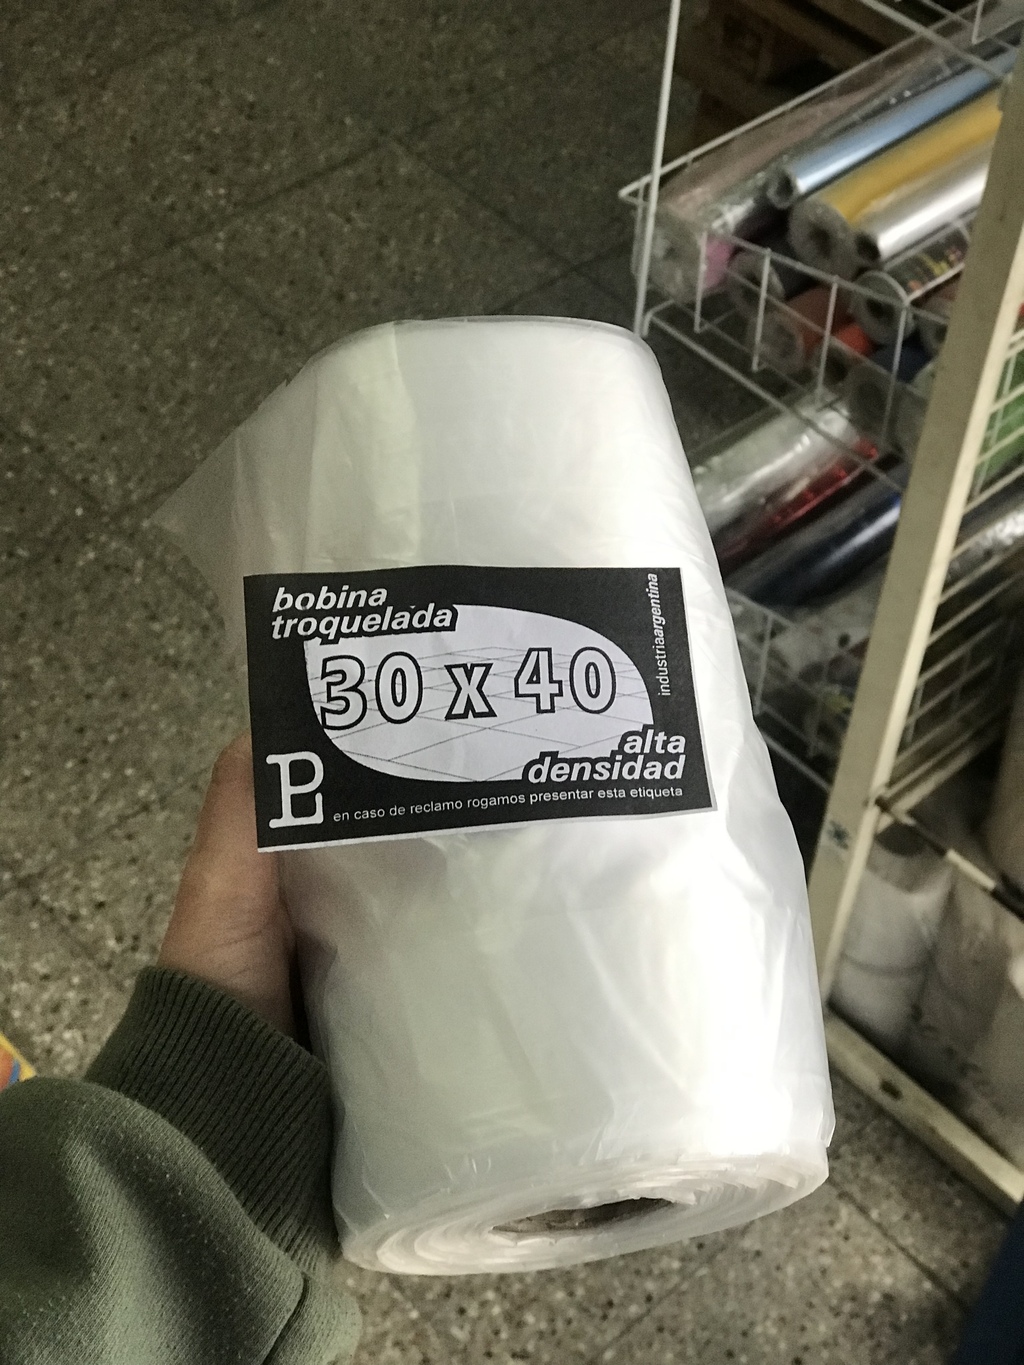 bobina
troquelada
30 x 40
industriaargentina
alta
densidad
PL
en caso de reclamo rogamos presentar esta etiqueta